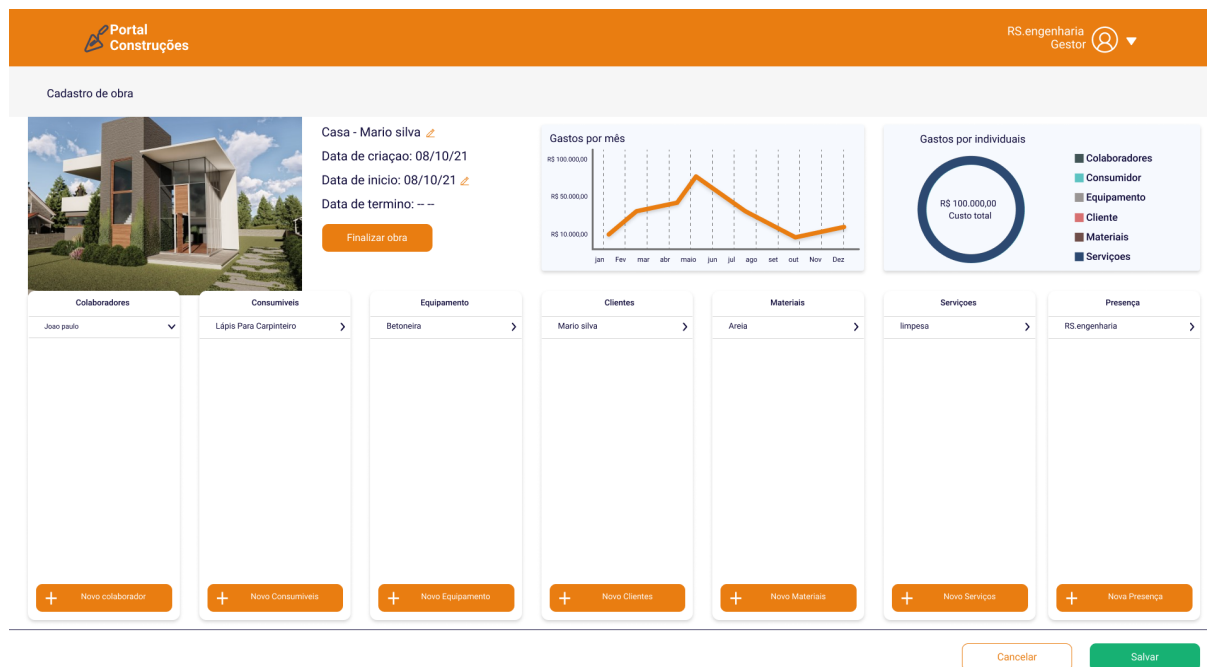 Portal
Construções
RS.engenharia
Gestor
Cadastro de obra
Casa - Mario silva
Data de criaçao: 08/10/21
Data de inicio: 08/10/21
Data de termino: -- --
Finalizar obra
Gastos por mês
R$ 100.000,00
R$ 50.000,00
R$ 10.000,00
jan Fev mar abr maio jun jul ago set out Nov Dez
Gastos por individuais
R$ 100.000,00
Custo total
Colaboradores
Consumidor
Equipamento
Cliente
Materiais
Serviçoes
Colaboradores Consumiveis Equipamento Clientes Materiais Serviçoes Presença
Joao paulo Lápis Para Carpinteiro Betoneira Mario silva Areia limpesa RS.engenharia
Novo colaborador Novo Consumiveis Novo Equipamento Novo Clientes Novo Materiais Novo Serviços Nova Presença
Cancelar Salvar